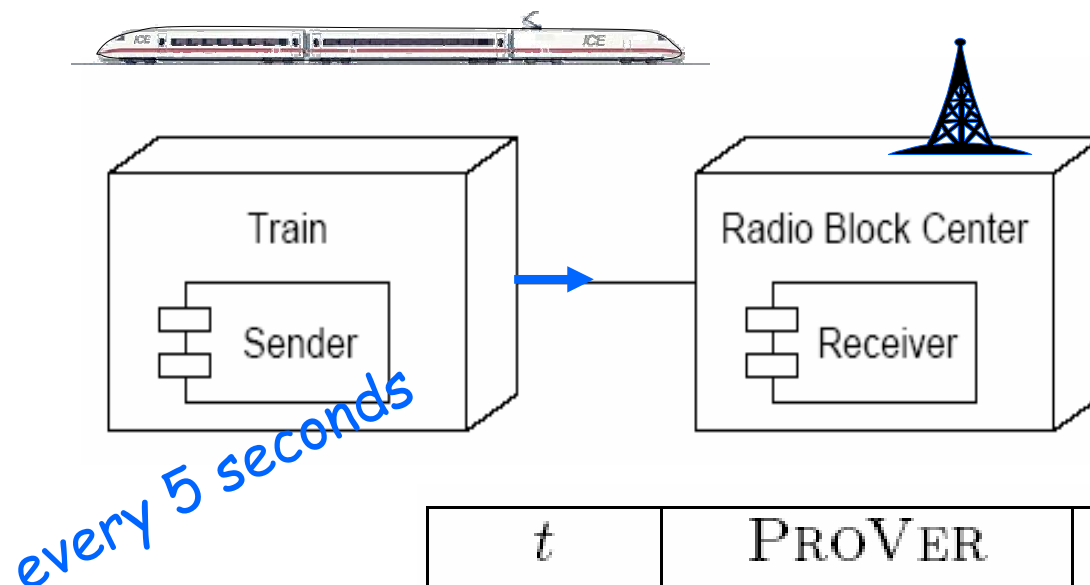 ICE ICE
Train
Radio Block Center
Sender
Receiver
every 5 seconds
t PROVER